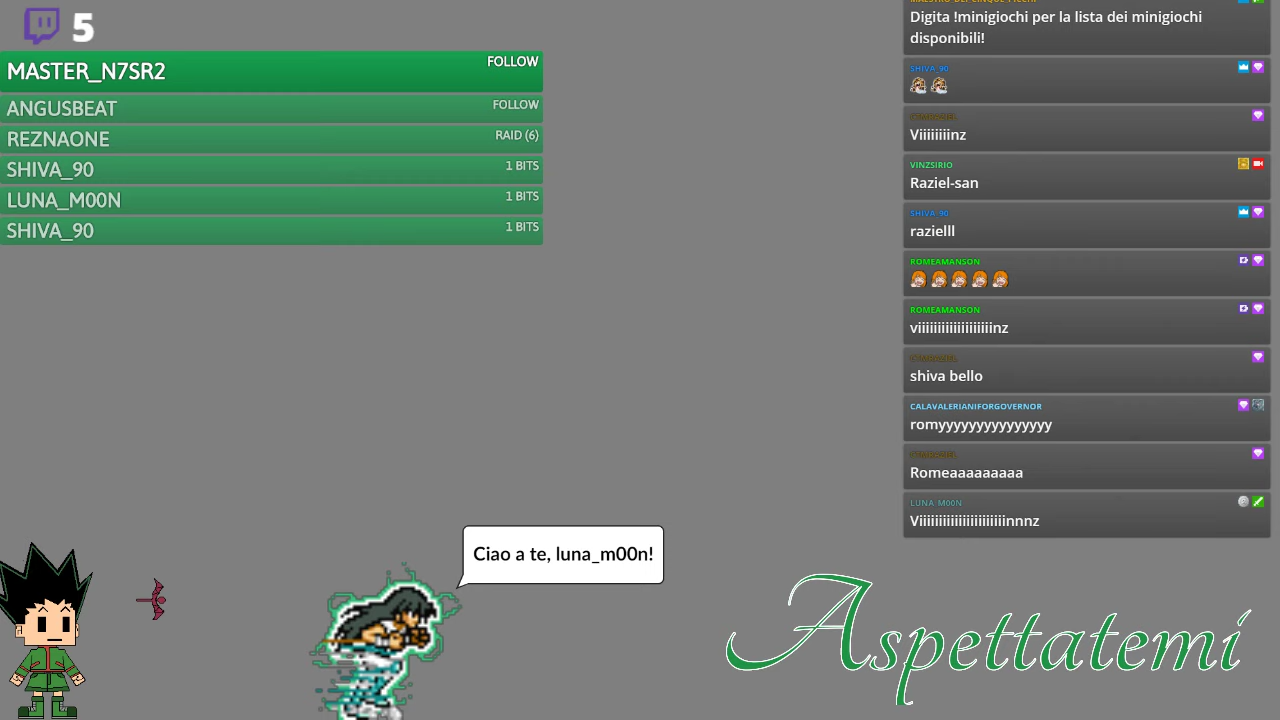 5
MASTER_N7SR2 FOLLOW
ANGUSBEAT FOLLOW
REZNAONE RAID (6)
SHIVA_90 1 BITS
LUNA_M00N 1 BITS
SHIVA_90 1 BITS
Digita !minigiochi per la lista dei minigiochi
disponibili!
SHIVA_90
Viiiiiiiinz
VINZSIRIO
Raziel-san
SHIVA_90
razielll
ROMEAMANSON
ROMEAMANSON
viiiiiiiiiiiiiiiiiiinz
shiva bello
CALAVALERIANIFORGOVERNOR
romyyyyyyyyyyyyyyy
Romeaaaaaaaaa
LUNA_M00N
Viiiiiiiiiiiiiiiiiiiiiinnnz
Ciao a te, luna_m00n!
Aspettatemi